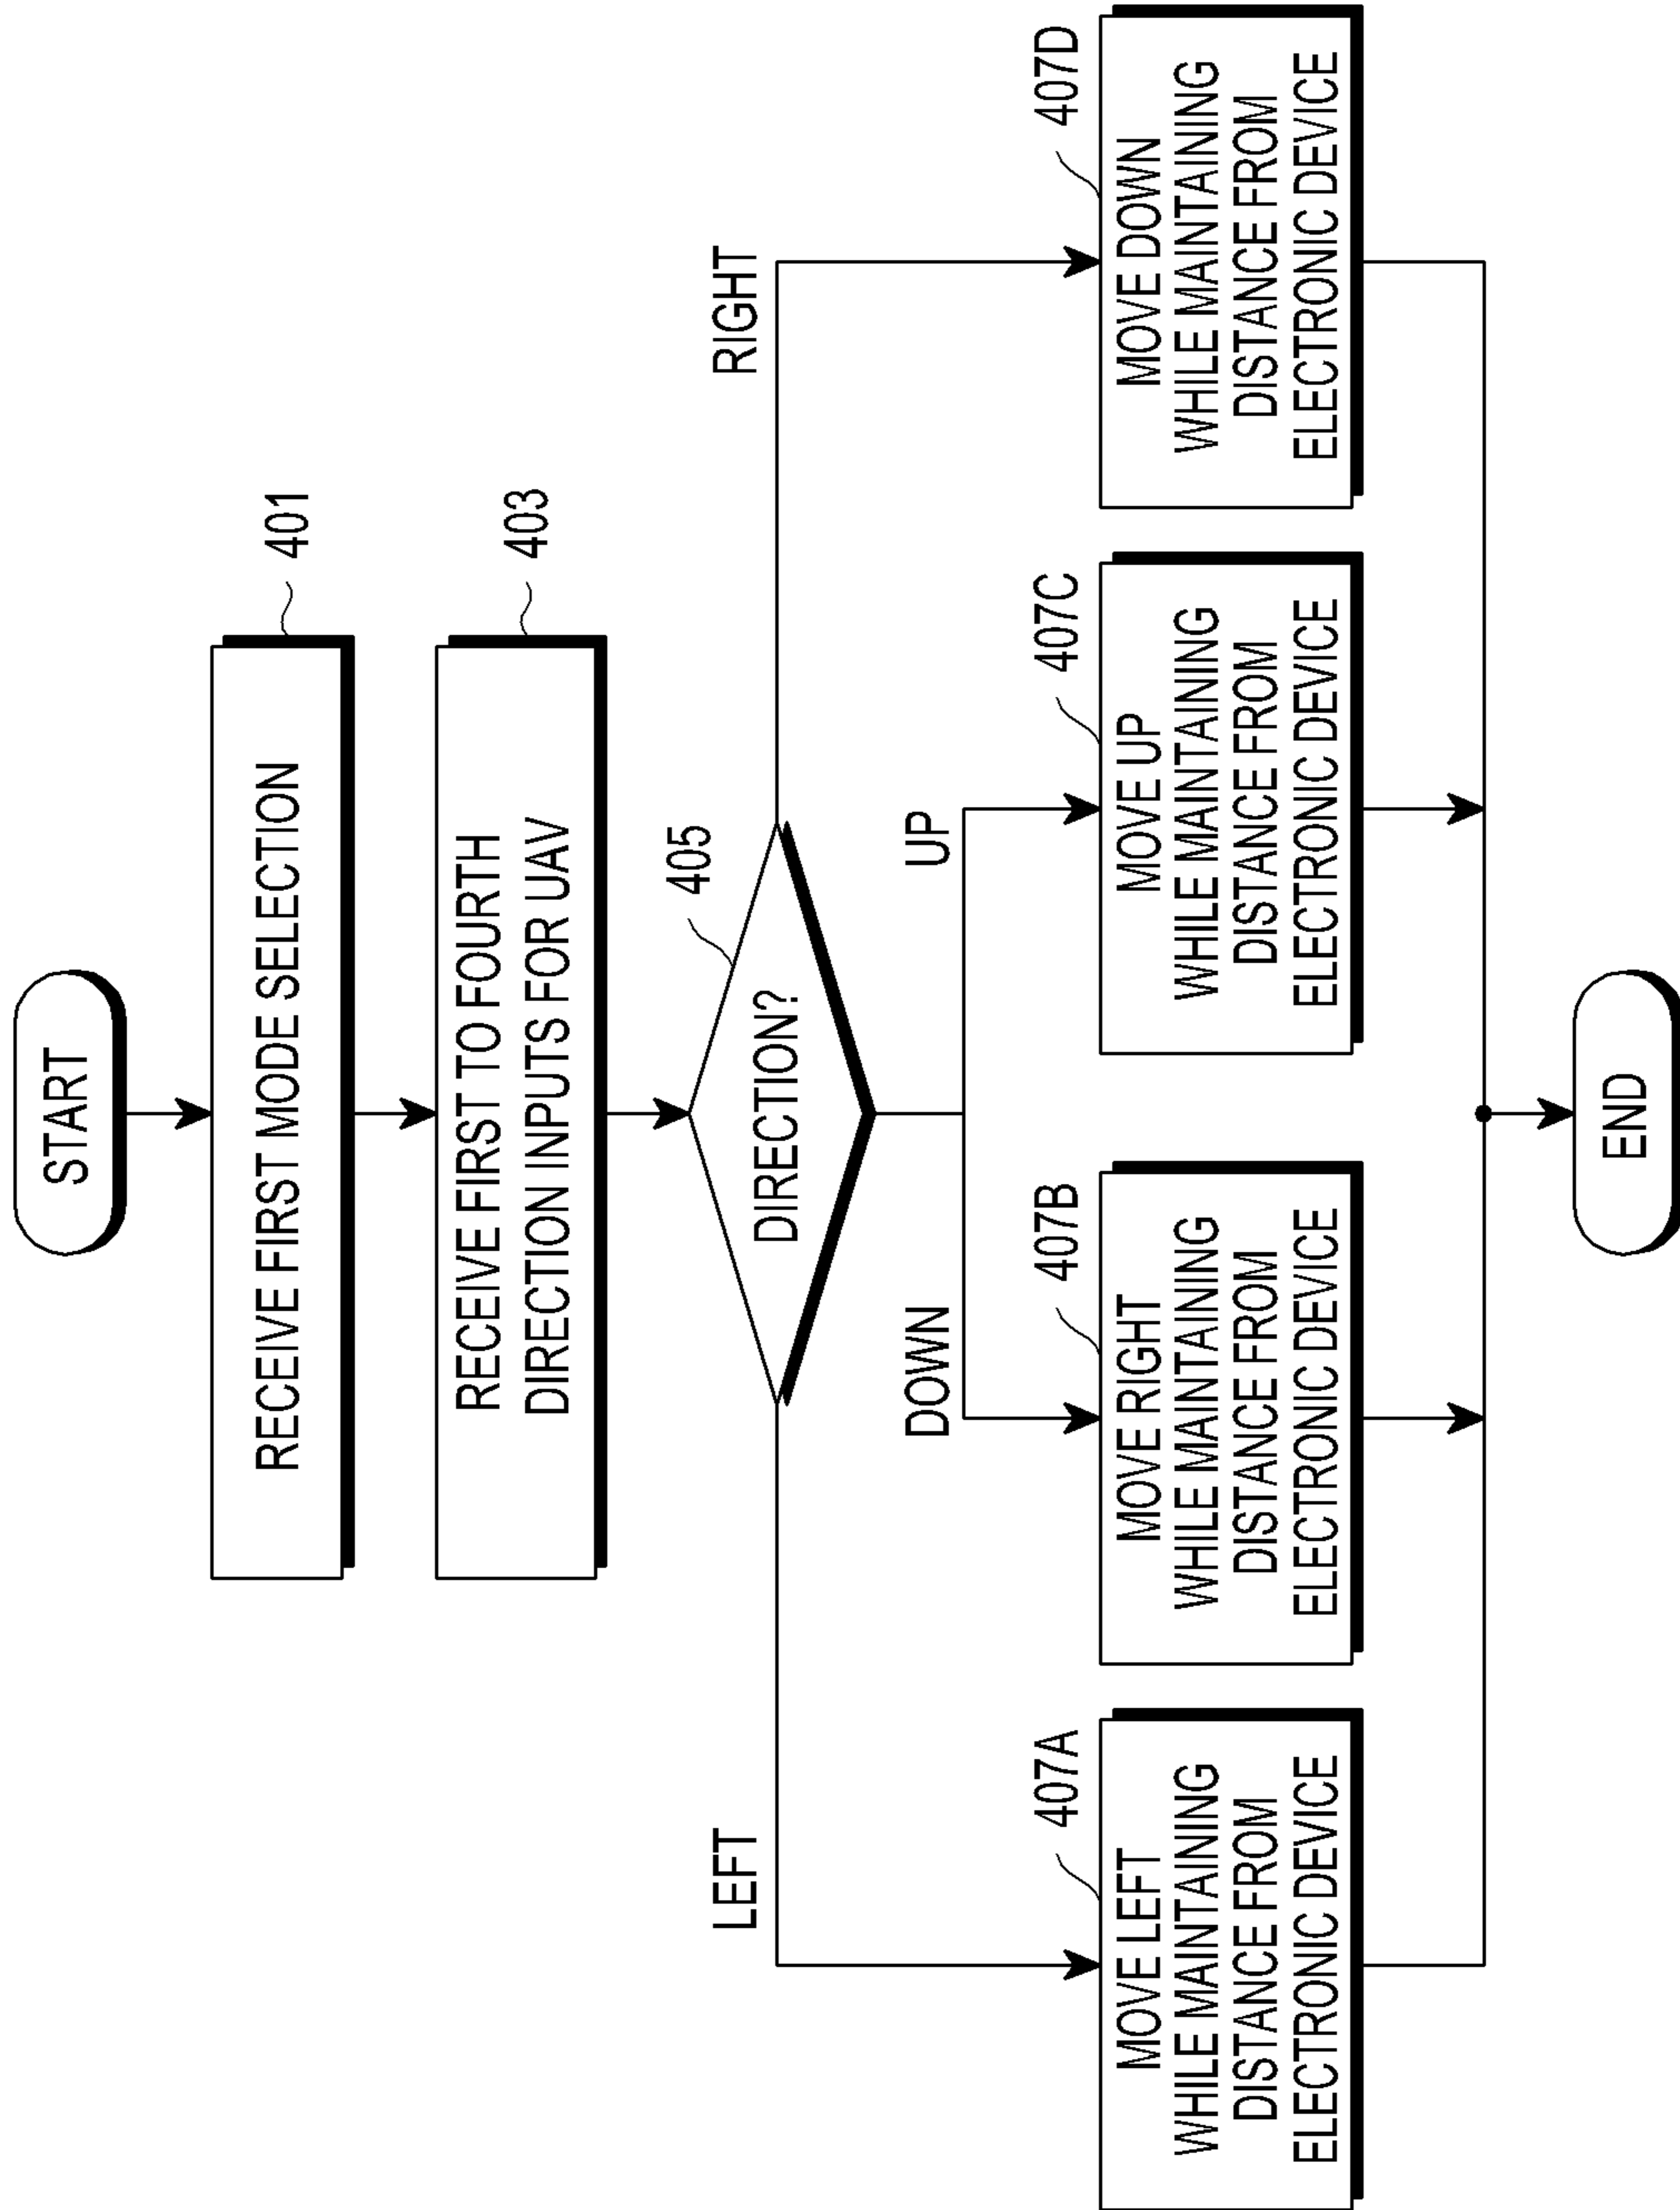 START
RECEIVE FIRST MODE SELECTION
401
RECEIVE FIRST TO FOURTH
DIRECTION INPUTS FOR UAV
403
405
DIRECTION?
LEFT
RIGHT
DOWN
UP
407A
MOVE LEFT
WHILE MAINTAINING
DISTANCE FROM
ELECTRONIC DEVICE
407B
MOVE RIGHT
WHILE MAINTAINING
DISTANCE FROM
ELECTRONIC DEVICE
407C
MOVE UP
WHILE MAINTAINING
DISTANCE FROM
ELECTRONIC DEVICE
407D
MOVE DOWN
WHILE MAINTAINING
DISTANCE FROM
ELECTRONIC DEVICE
END